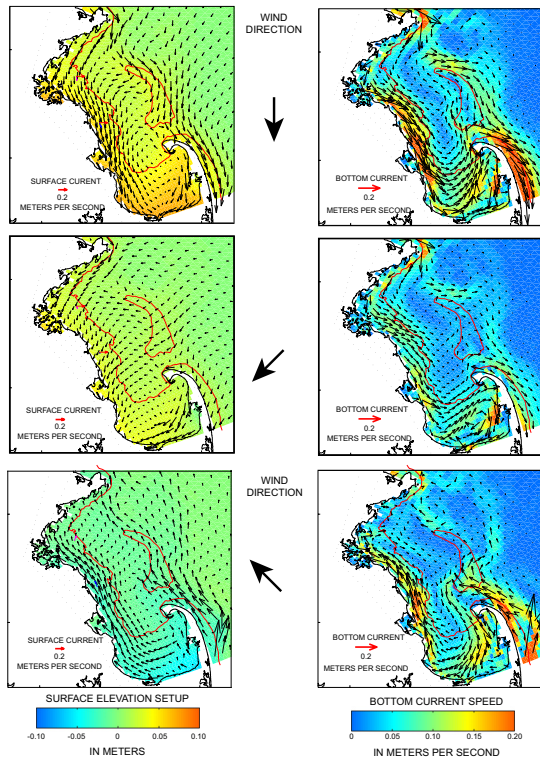 WIND
DIRECTION
SURFACE CURENT
0.2
METERS PER SECOND
BOTTOM CURRENT
0.2
METERS PER SECOND
SURFACE CURRENT
0.2
METERS PER SECOND
BOTTOM CURRENT
0.2
METERS PER SECOND
WIND
DIRECTION
SURFACE CURRENT
0.2
METERS PER SECOND
BOTTOM CURRENT
0.2
METERS PER SECOND
SURFACE ELEVATION SETUP
-0.10 -0.05 0 0.05 0.10
IN METERS
BOTTOM CURRENT SPEED
0 0.05 0.10 0.15 0.20
IN METERS PER SECOND